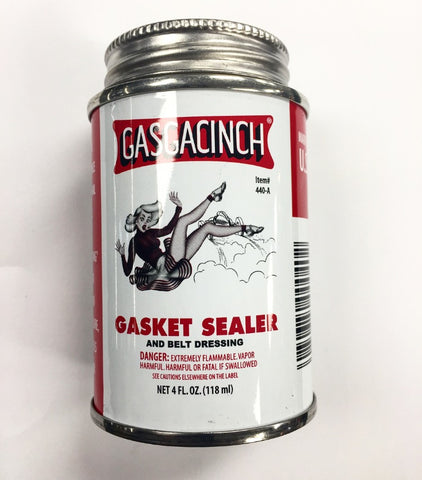 GASGACINCH®
Item#
440-A
GASKET SEALER
AND BELT DRESSING
DANGER: EXTREMELY FLAMMABLE. VAPOR
HARMFUL. HARMFUL OR FATAL IF SWALLOWED
SEE CAUTIONS ELSEWHERE ON THE LABEL
NET 4 FL. OZ. (118 ml)